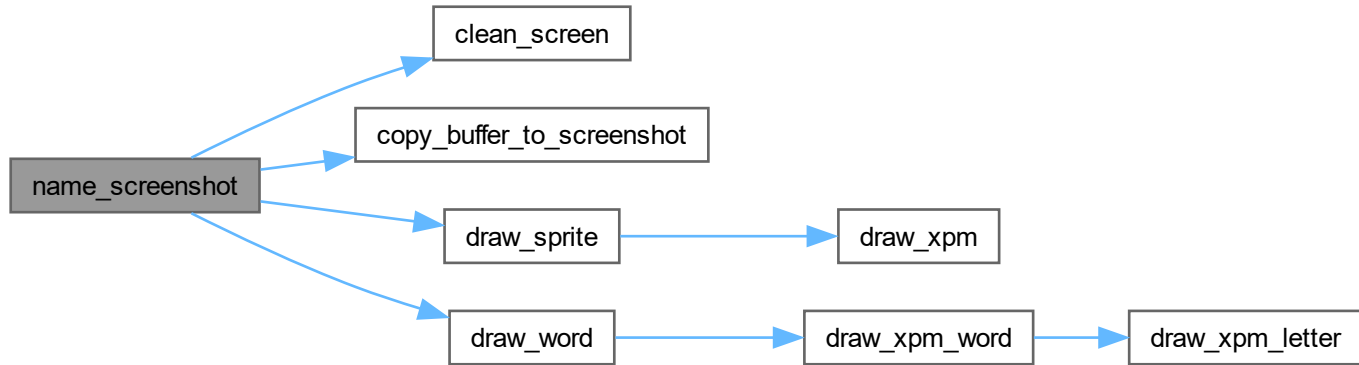 clean_screen
copy_buffer_to_screenshot
name_screenshot
draw_sprite
draw_xpm
draw_word
draw_xpm_word
draw_xpm_letter